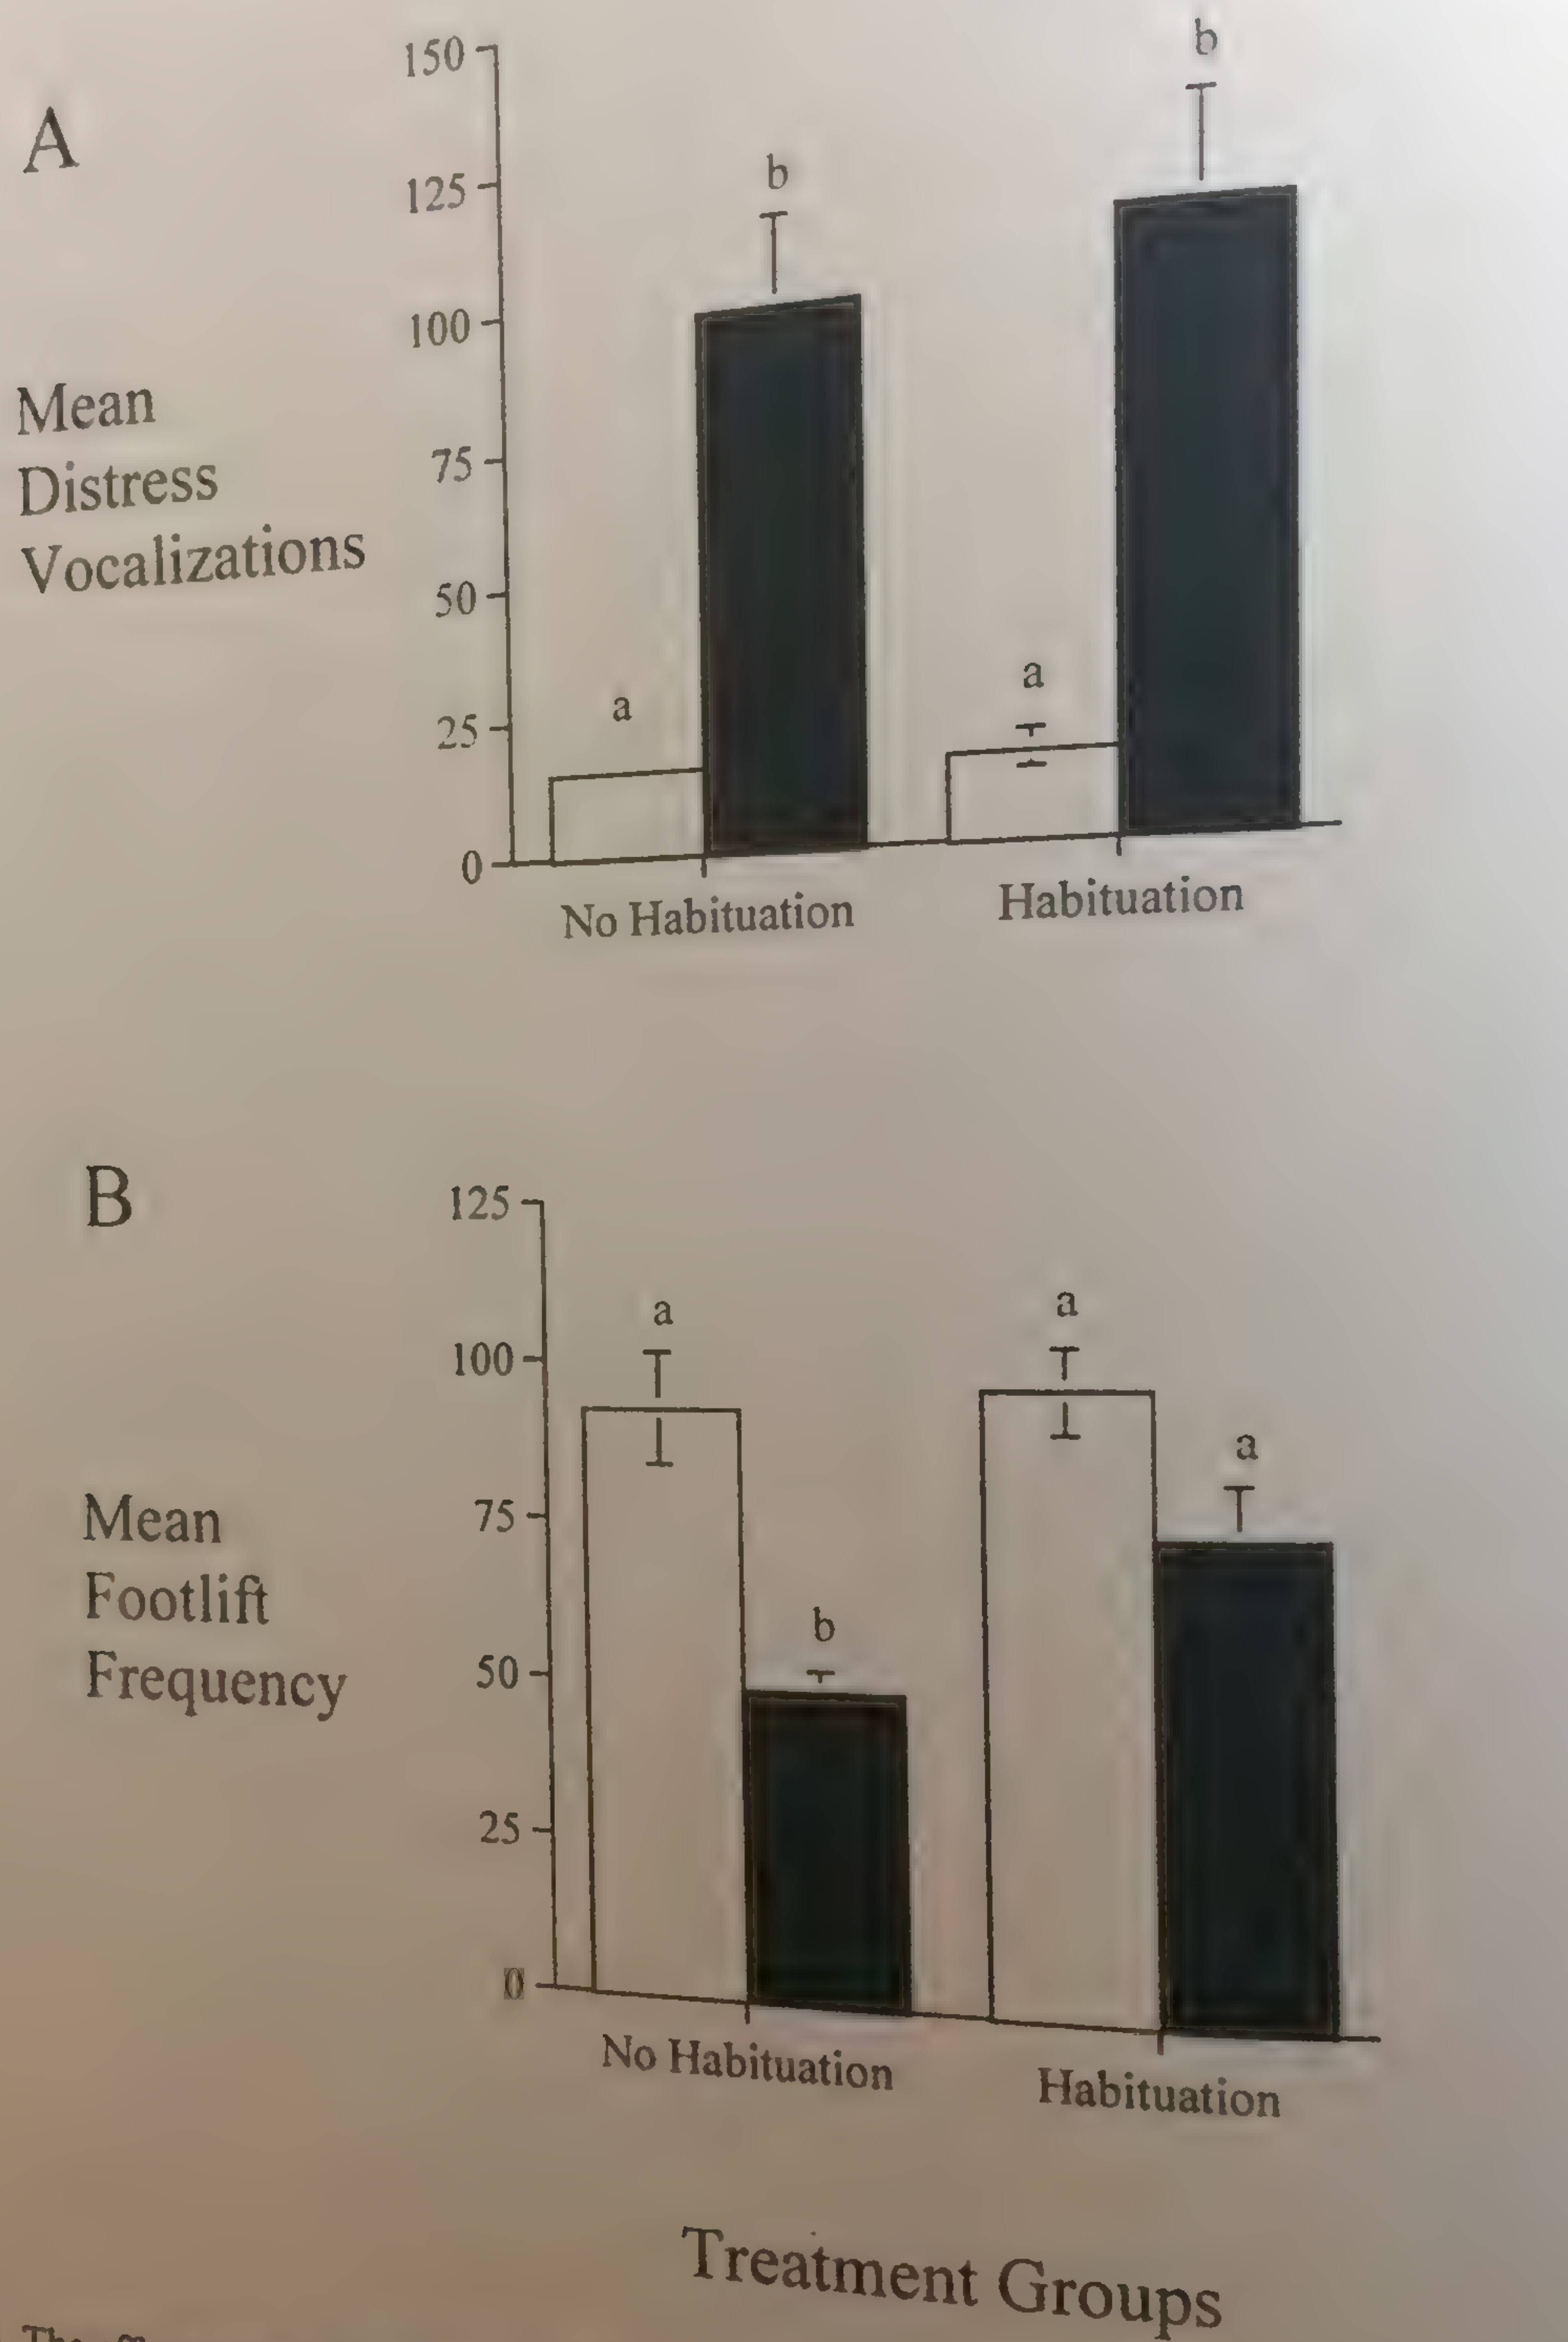 A
150
125
100
75
50
25
0
Mean
Distress
Vocalizations
a
b
a
b
No Habituation
Habituation
B
125
100
75
50
25
0
Mean
Footlift
Frequency
a
b
a
a
No Habituation
Habituation
Treatment Groups
The